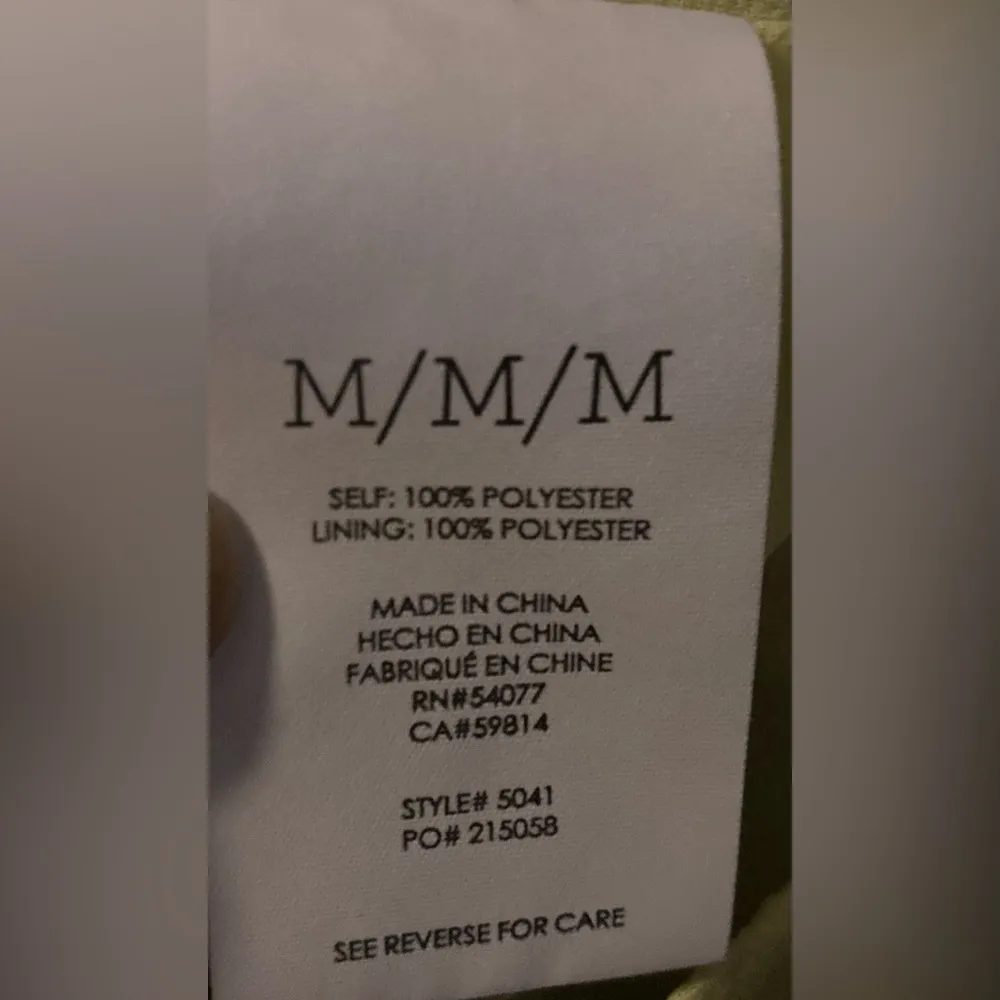 M/M/M
SELF: 100% POLYESTER
LINING: 100% POLYESTER
MADE IN CHINA
HECHO EN CHINA
FABRIQUÉ EN CHINE
RN#54077
CA#59814
STYLE# 5041
PO# 215058
SEE REVERSE FOR CARE